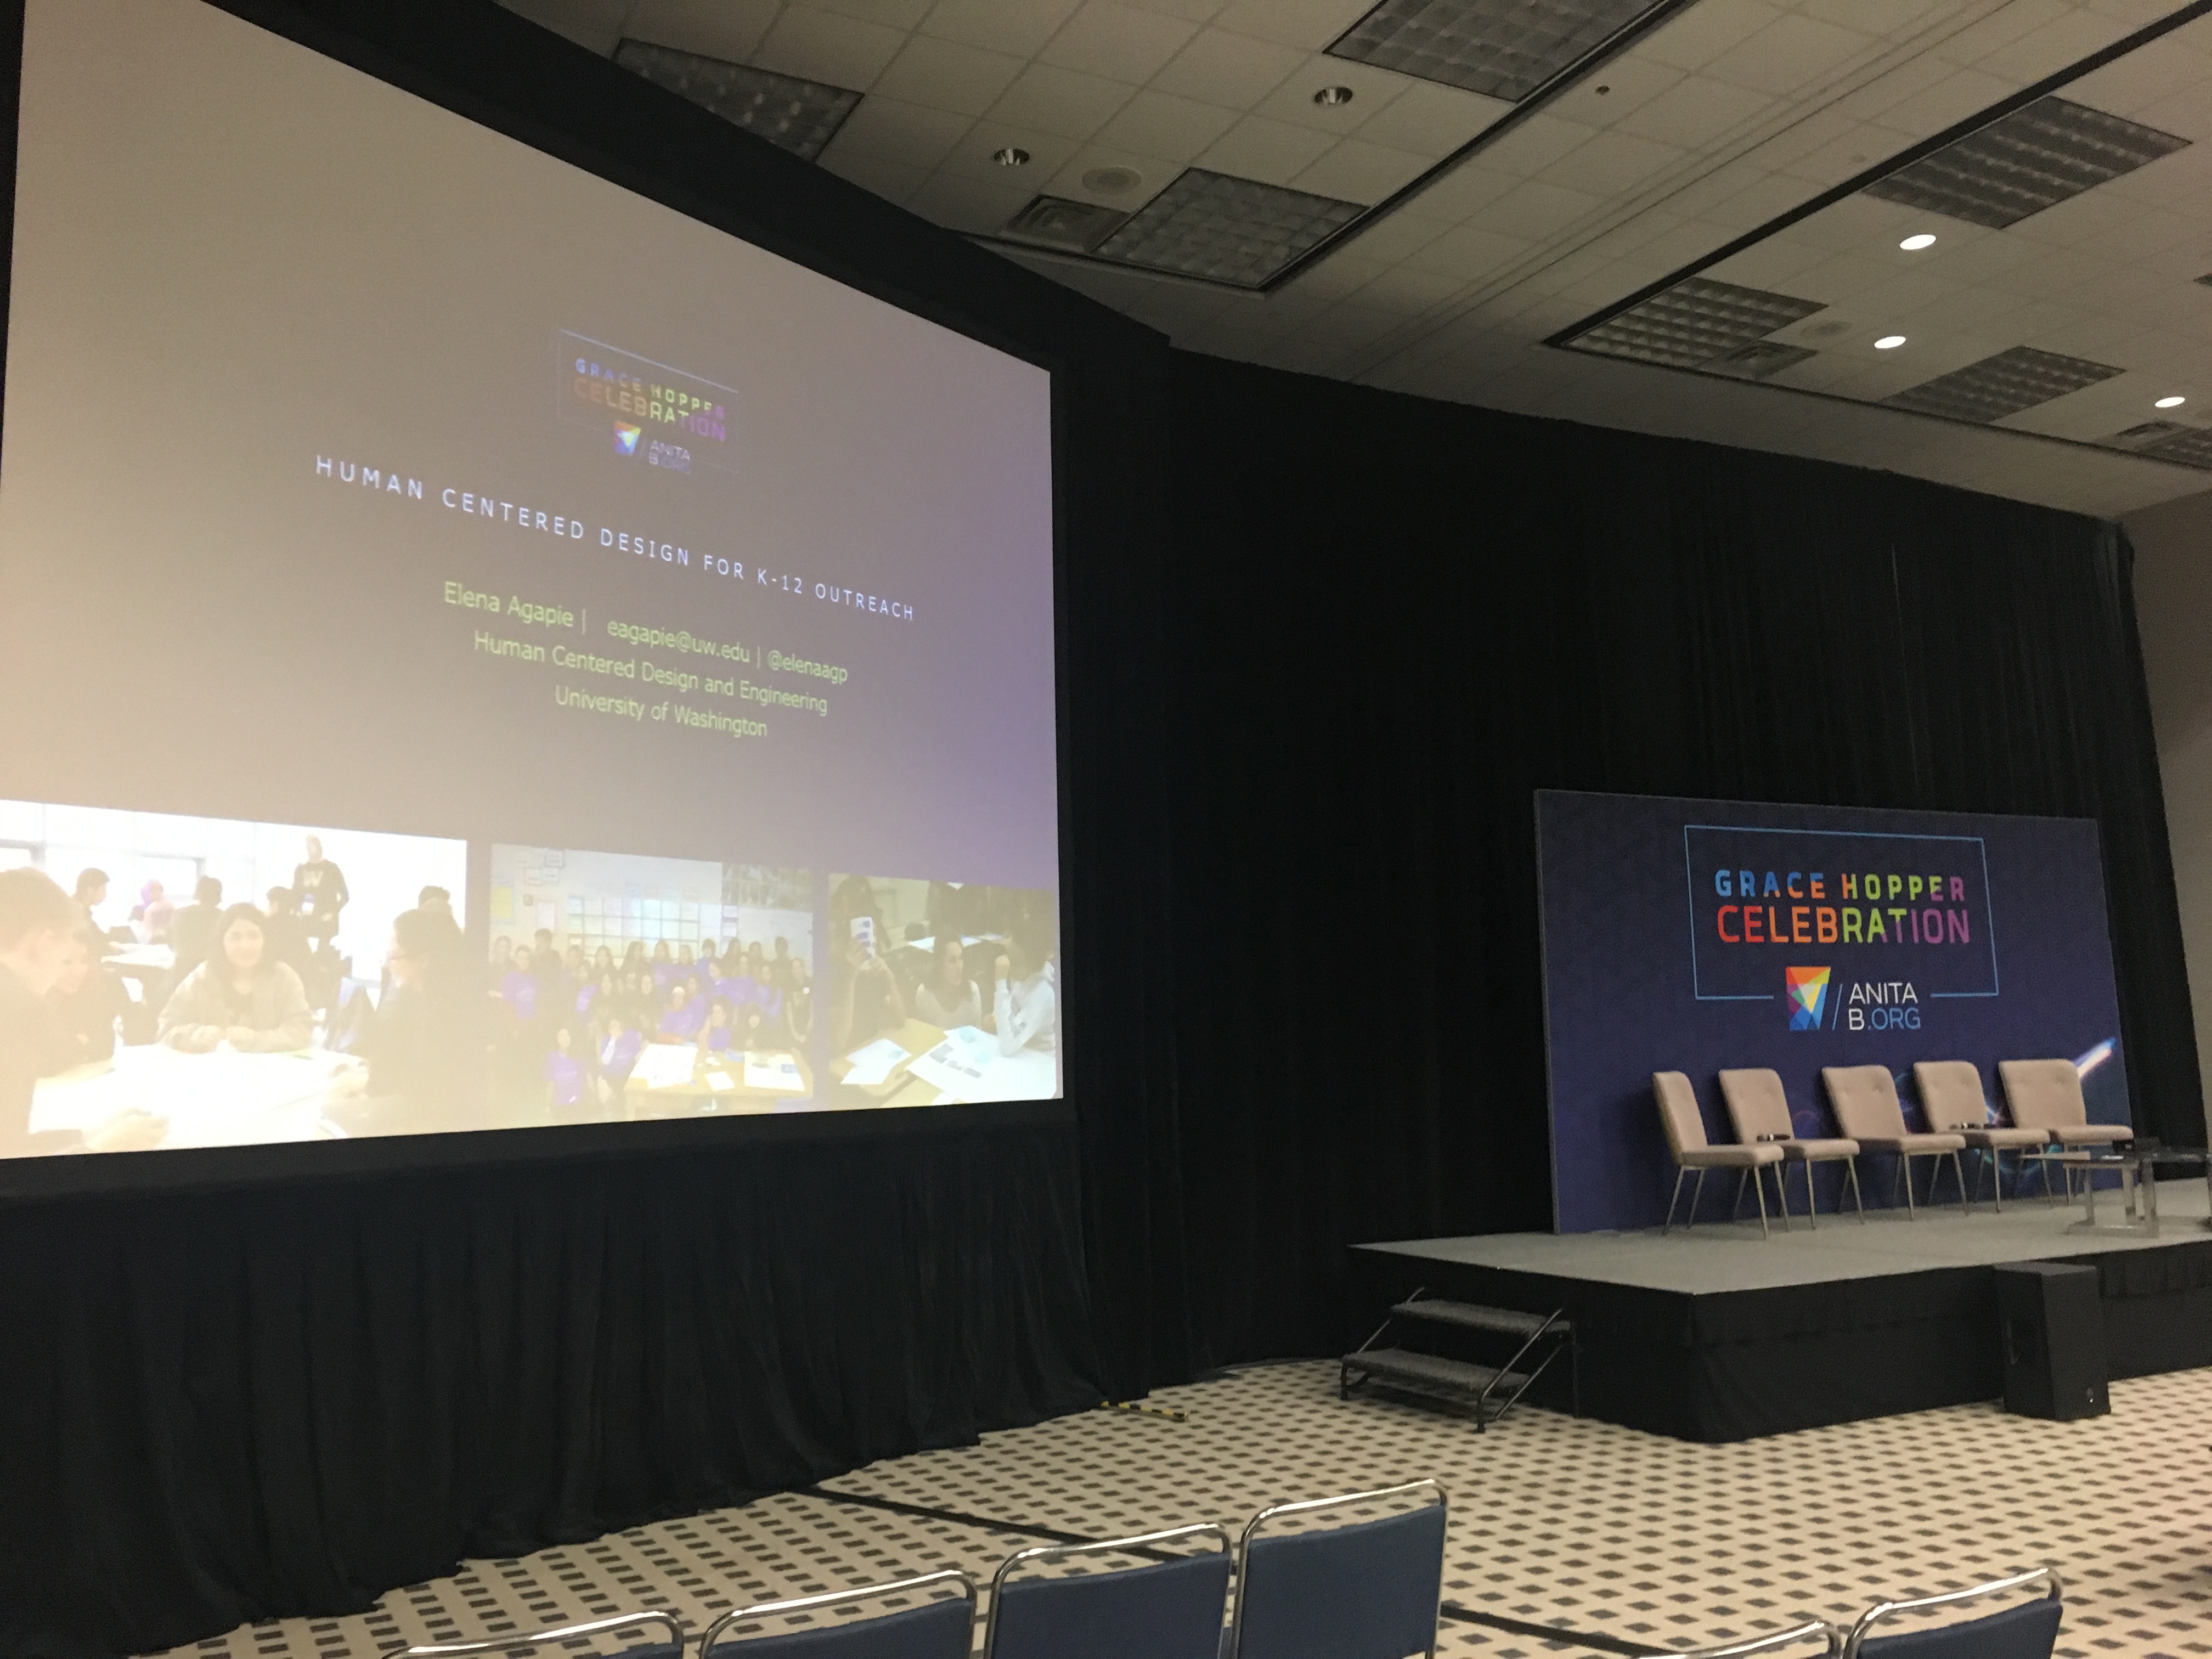 GRACE HOPPER
CELEBRATION
ANITA
B.ORG
HUMAN CENTERED DESIGN FOR K-12 OUTREACH
Elena Agapie | eagapie@uw.edu | @elenaagp
Human Centered Design and Engineering
University of Washington
GRACE HOPPER
CELEBRATION
ANITA
B.ORG